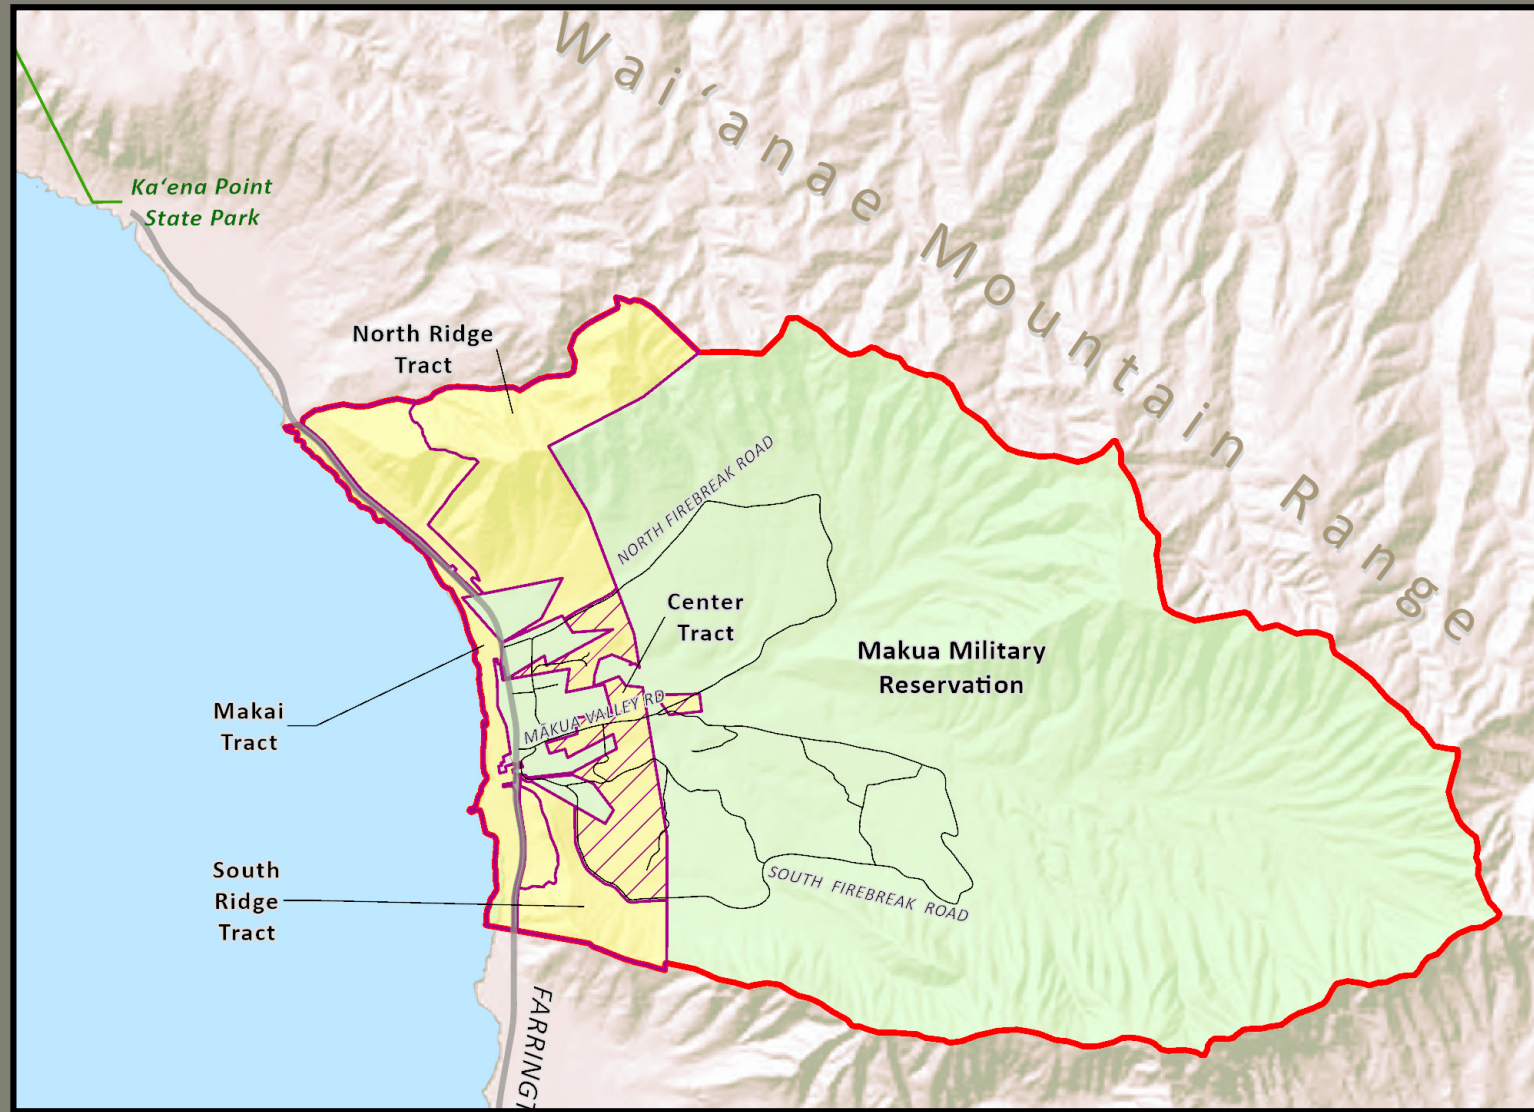 Wai‘anae Mountain Range
Ka‘ena Point
State Park
North Ridge
Tract
NORTH FIREBREAK ROAD
Center
Tract
Makua Military
Reservation
Makai
Tract
MĀKUA VALLEY RD
South
Ridge
Tract
SOUTH FIREBREAK ROAD
FARRINGT